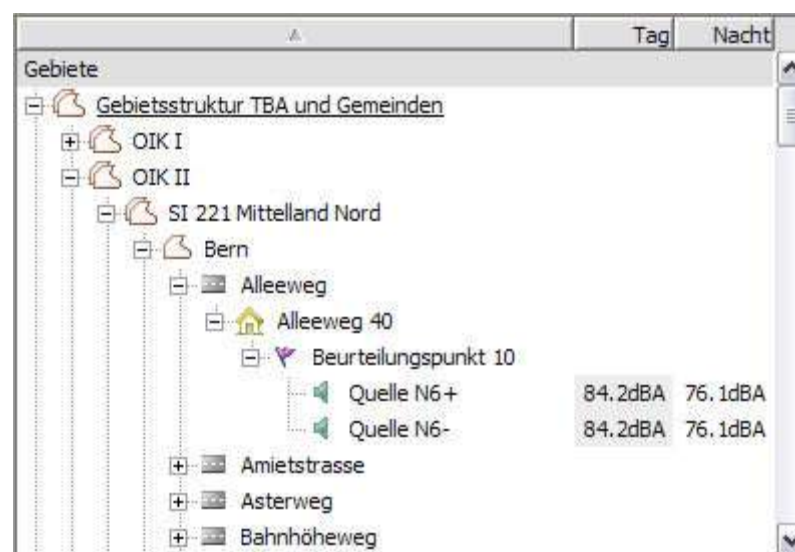 Tag Nacht
Gebiete
Gebietsstruktur TBA und Gemeinden
OIK I
OIK II
SI 221 Mittelland Nord
Bern
Alleeweg
Alleeweg 40
Beurteilungspunkt 10
Quelle N6+ 84.2dBA 76.1dBA
Quelle N6- 84.2dBA 76.1dBA
Amietstrasse
Asterweg
Bahnhöheweg